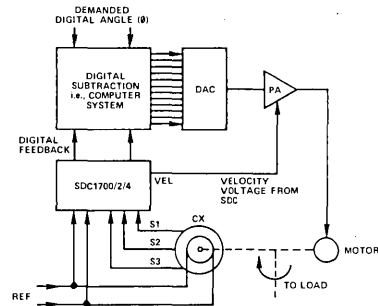 DEMANDED
DIGITAL ANGLE (Ø)
DIGITAL
SUBTRACTION
i.e., COMPUTER
SYSTEM
DAC
PA
DIGITAL
FEEDBACK
SDC1700/2/4
VEL
VELOCITY
VOLTAGE FROM
SDC
S1
CX
S2
S3
MOTOR
TO LOAD
REF